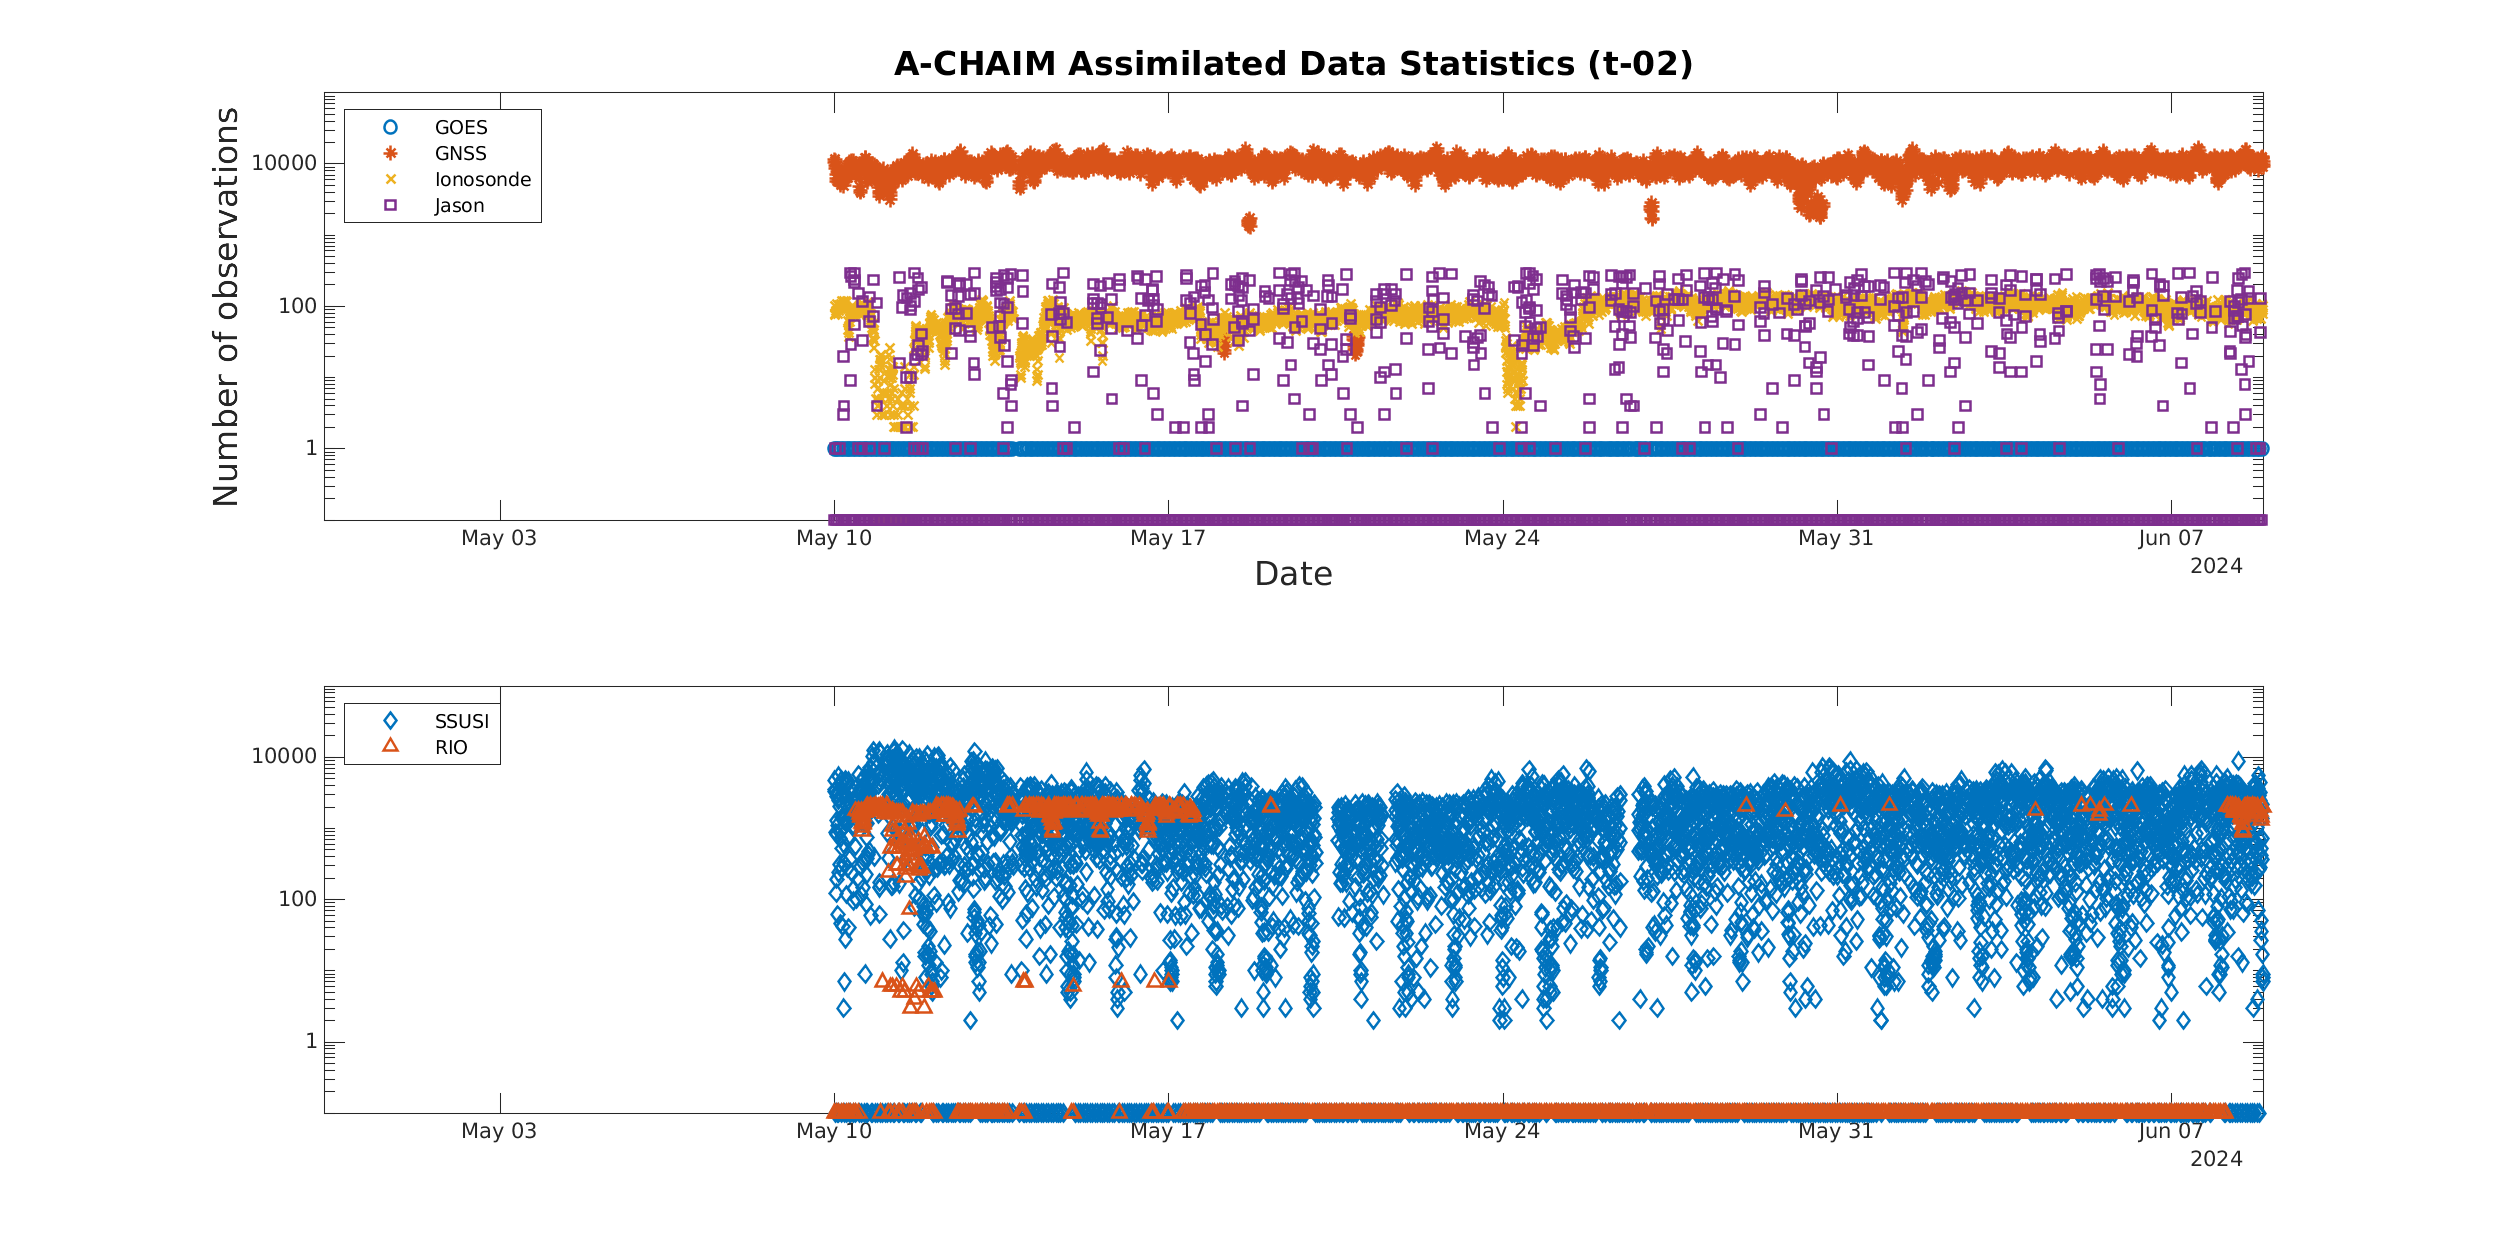 A-CHAIM Assimilated Data Statistics (t-02)
Number of observations
GOES
GNSS
Ionosonde
Jason
10000
100
1
May 03
May 10
May 17
May 24
May 31
Jun 07
2024
Date
SSUSI
RIO
10000
100
1
May 03
May 10
May 17
May 24
May 31
Jun 07
2024